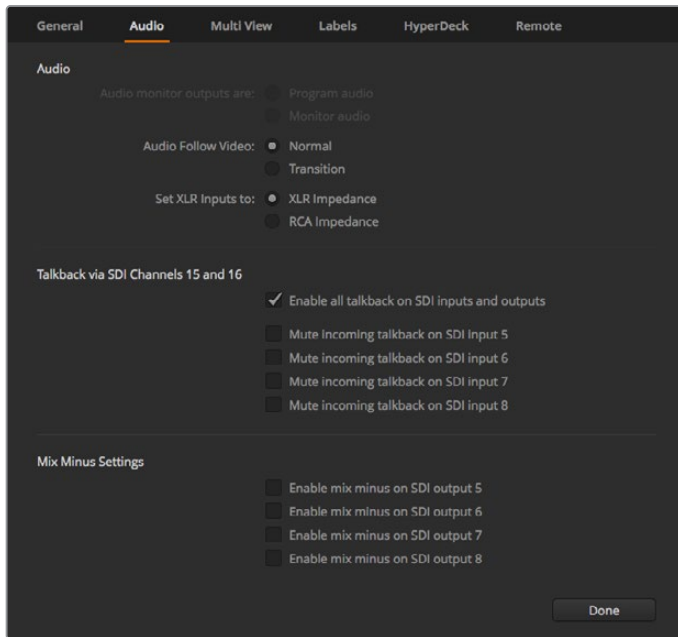 General Audio Multi View Labels HyperDeck Remote
Audio
Audio monitor outputs are: Program audio
Monitor audio
Audio Follow Video: Normal
Transition
Set XLR Inputs to: XLR Impedance
RCA Impedance
Talkback via SDI Channels 15 and 16
Enable all talkback on SDI inputs and outputs
Mute incoming talkback on SDI input 5
Mute incoming talkback on SDI input 6
Mute incoming talkback on SDI input 7
Mute incoming talkback on SDI input 8
Mix Minus Settings
Enable mix minus on SDI output 5
Enable mix minus on SDI output 6
Enable mix minus on SDI output 7
Enable mix minus on SDI output 8
Done